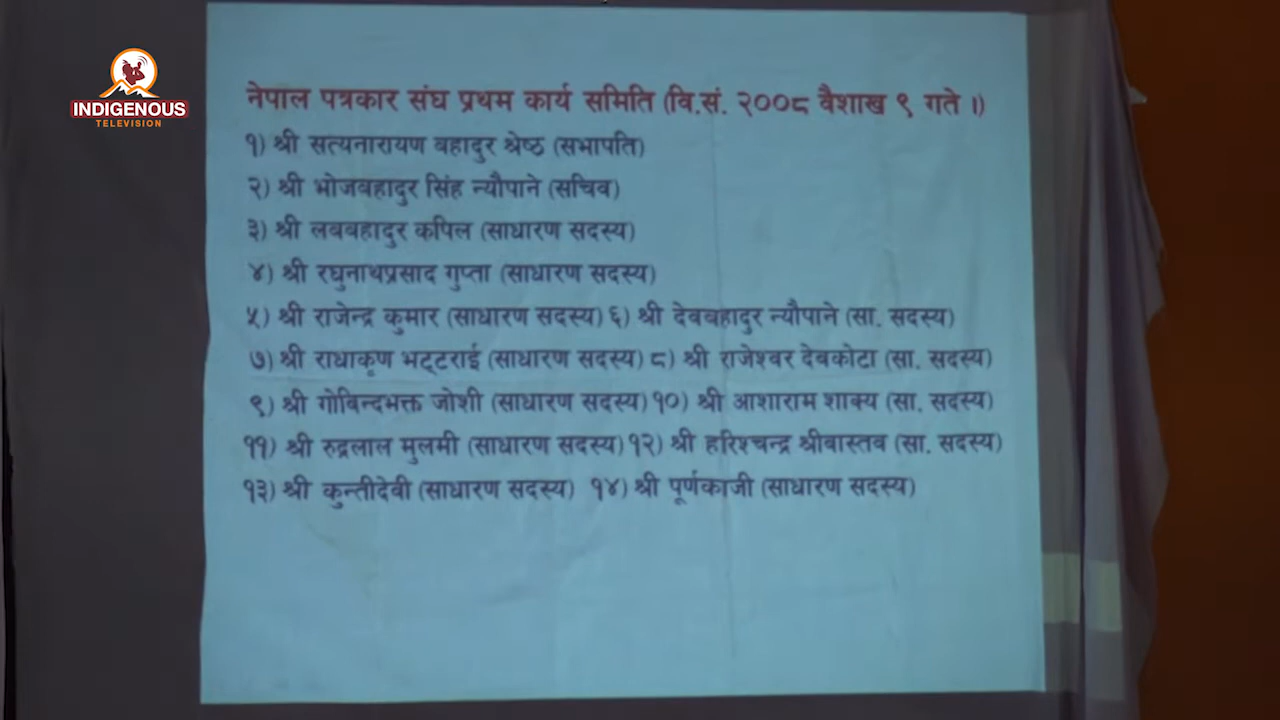 INDIGENOUS
TELEVISION
नेपाल पत्रकार संघ प्रथम कार्य समिति (वि.सं. २००८ वैशाख ९ गते ।)
१) श्री सत्यनारायण बहादुर श्रेष्ठ (सभापति)
२) श्री भोजबहादुर सिंह न्यौपाने (सचिव)
३) श्री लबबहादुर कपिल (साधारण सदस्य)
४) श्री रघुनाथप्रसाद गुप्ता (साधारण सदस्य)
५) श्री राजेन्द्र कुमार (साधारण सदस्य) ६) श्री देवबहादुर न्यौपाने (सा. सदस्य)
७) श्री राधाकृण भट्टराई (साधारण सदस्य) ८) श्री राजेश्वर देवकोटा (सा. सदस्य)
९) श्री गोविन्दभक्त जोशी (साधारण सदस्य) १०) श्री आशाराम शाक्य (सा. सदस्य)
११) श्री रुद्रलाल मुलमी (साधारण सदस्य) १२) श्री हरिश्चन्द्र श्रीवास्तव (सा. सदस्य)
१३) श्री कुन्तीदेवी (साधारण सदस्य) १४) श्री पूर्णकाजी (साधारण सदस्य)